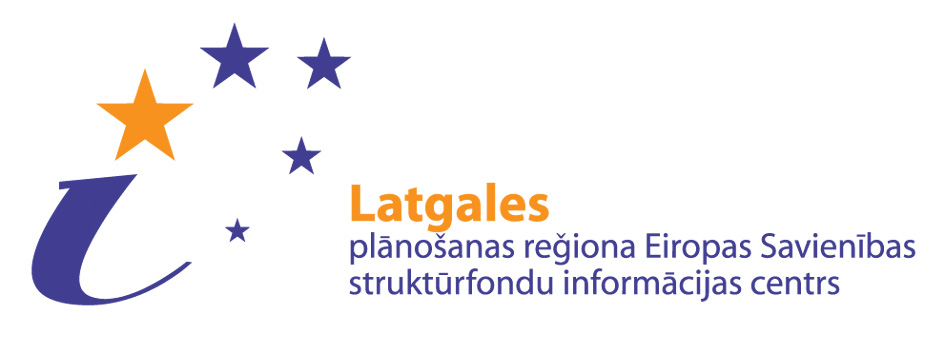 Latgales
plānošanas reģiona Eiropas Savienības
struktūrfondu informācijas centrs